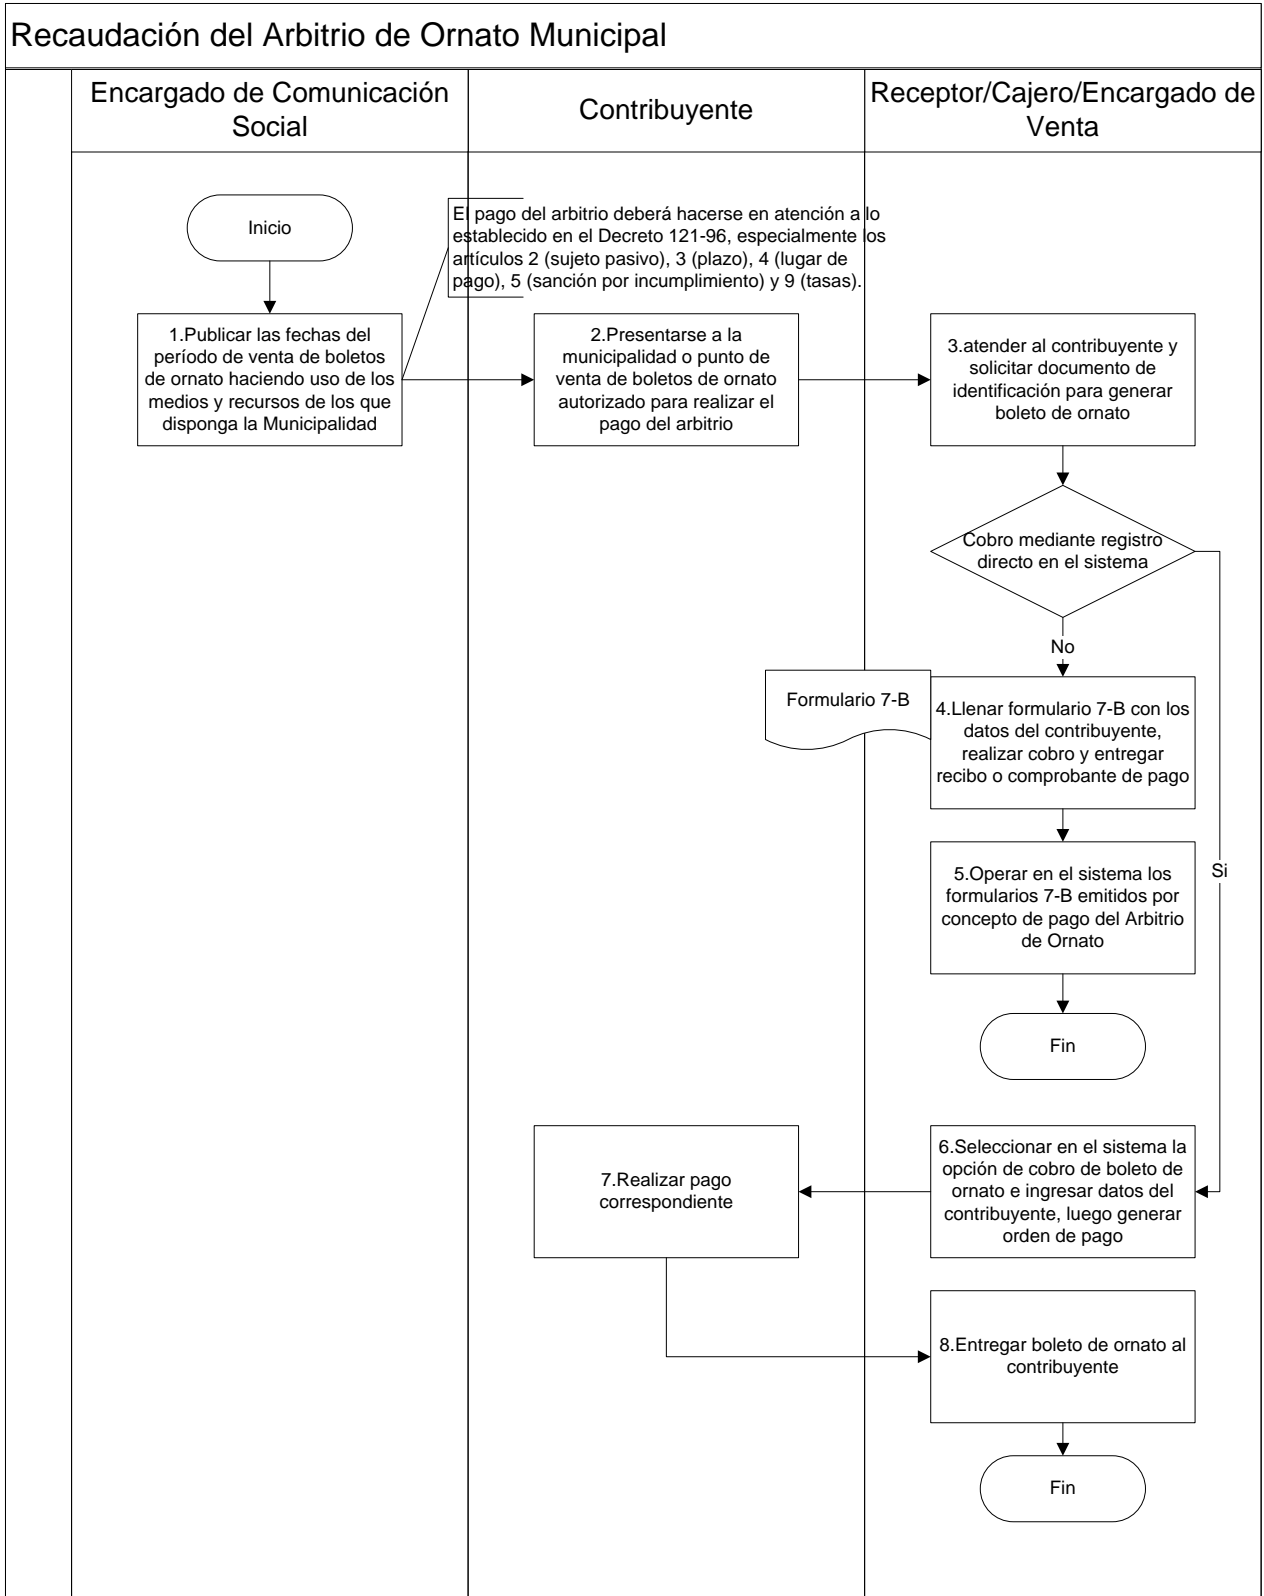 Recaudación del Arbitrio de Ornato Municipal
Encargado de Comunicación
Social
Contribuyente
Receptor/Cajero/Encargado de
Venta
Inicio
El pago del arbitrio deberá hacerse en atención a lo
establecido en el Decreto 121-96, especialmente los
artículos 2 (sujeto pasivo), 3 (plazo), 4 (lugar de
pago), 5 (sanción por incumplimiento) y 9 (tasas).
1.Publicar las fechas del
período de venta de boletos
de ornato haciendo uso de los
medios y recursos de los que
disponga la Municipalidad
2.Presentarse a la
municipalidad o punto de
venta de boletos de ornato
autorizado para realizar el
pago del arbitrio
3.atender al contribuyente y
solicitar documento de
identificación para generar
boleto de ornato
Cobro mediante registro
directo en el sistema
No
Formulario 7-B
4.Llenar formulario 7-B con los
datos del contribuyente,
realizar cobro y entregar
recibo o comprobante de pago
Si
5.Operar en el sistema los
formularios 7-B emitidos por
concepto de pago del Arbitrio
de Ornato
Fin
6.Seleccionar en el sistema la
opción de cobro de boleto de
ornato e ingresar datos del
contribuyente, luego generar
orden de pago
7.Realizar pago
correspondiente
8.Entregar boleto de ornato al
contribuyente
Fin